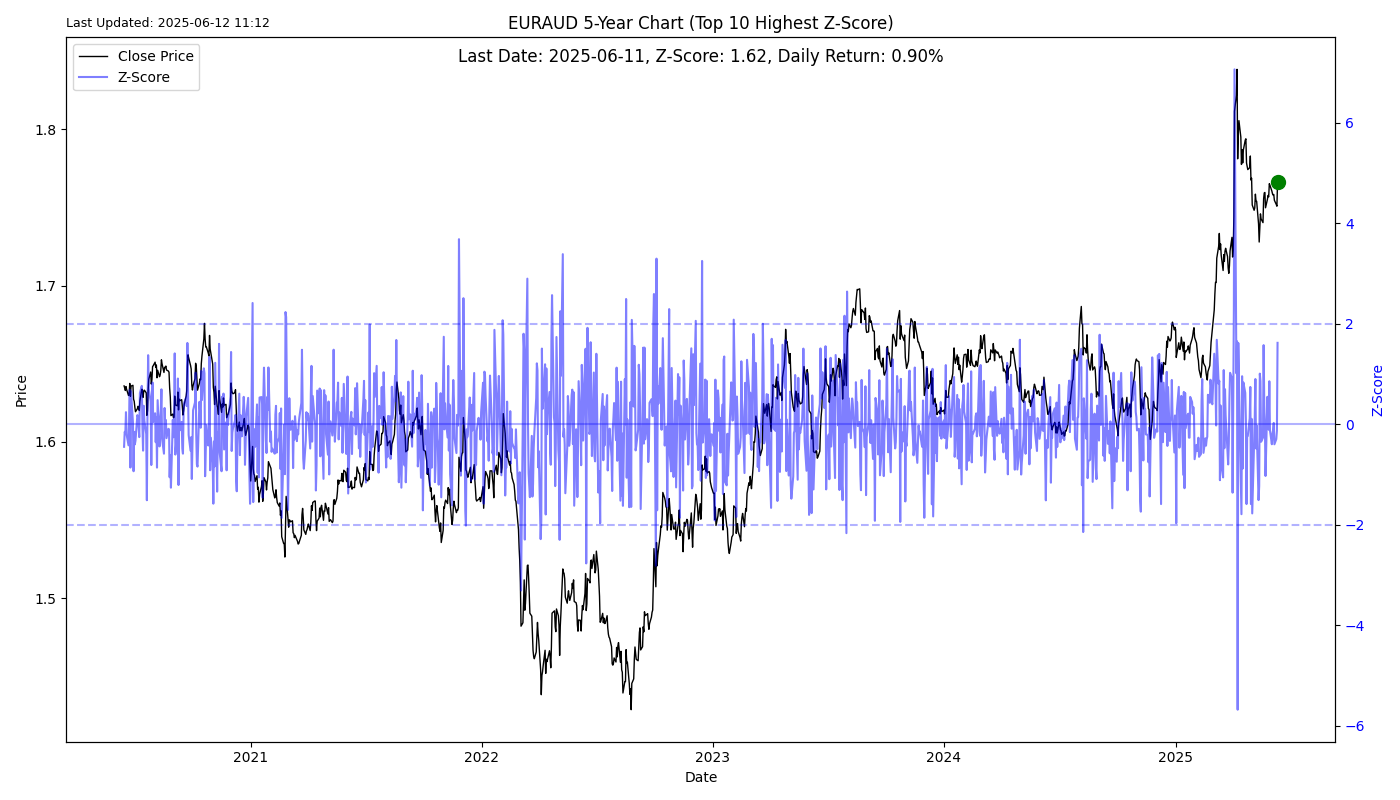 Last Updated: 2025-06-12 11:12
EURAUD 5-Year Chart (Top 10 Highest Z-Score)
Last Date: 2025-06-11, Z-Score: 1.62, Daily Return: 0.90%
Close Price
Z-Score
1.8
1.7
1.6
1.5
Price
6
4
2
0
−2
−4
−6
Z-Score
2021
2022
2023
2024
2025
Date